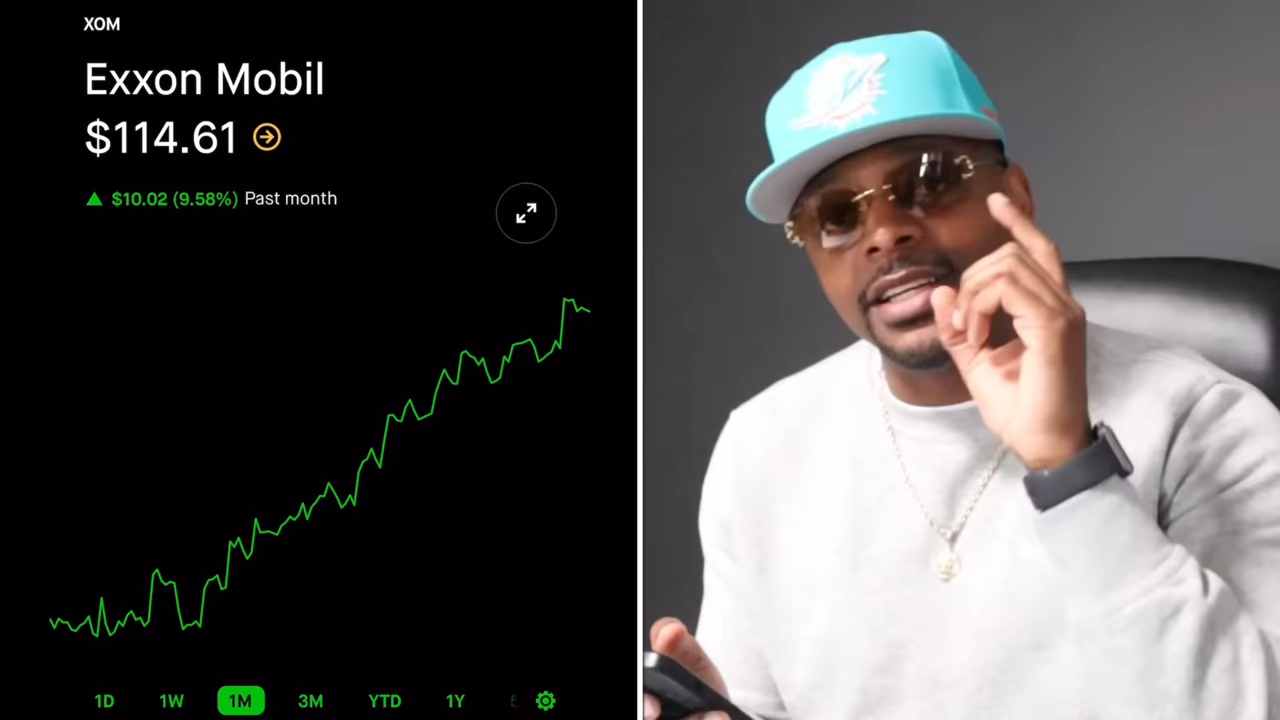 XOM
Exxon Mobil
$114.61
$10.02 (9.58%) Past month
1D 1W 1M 3M YTD 1Y